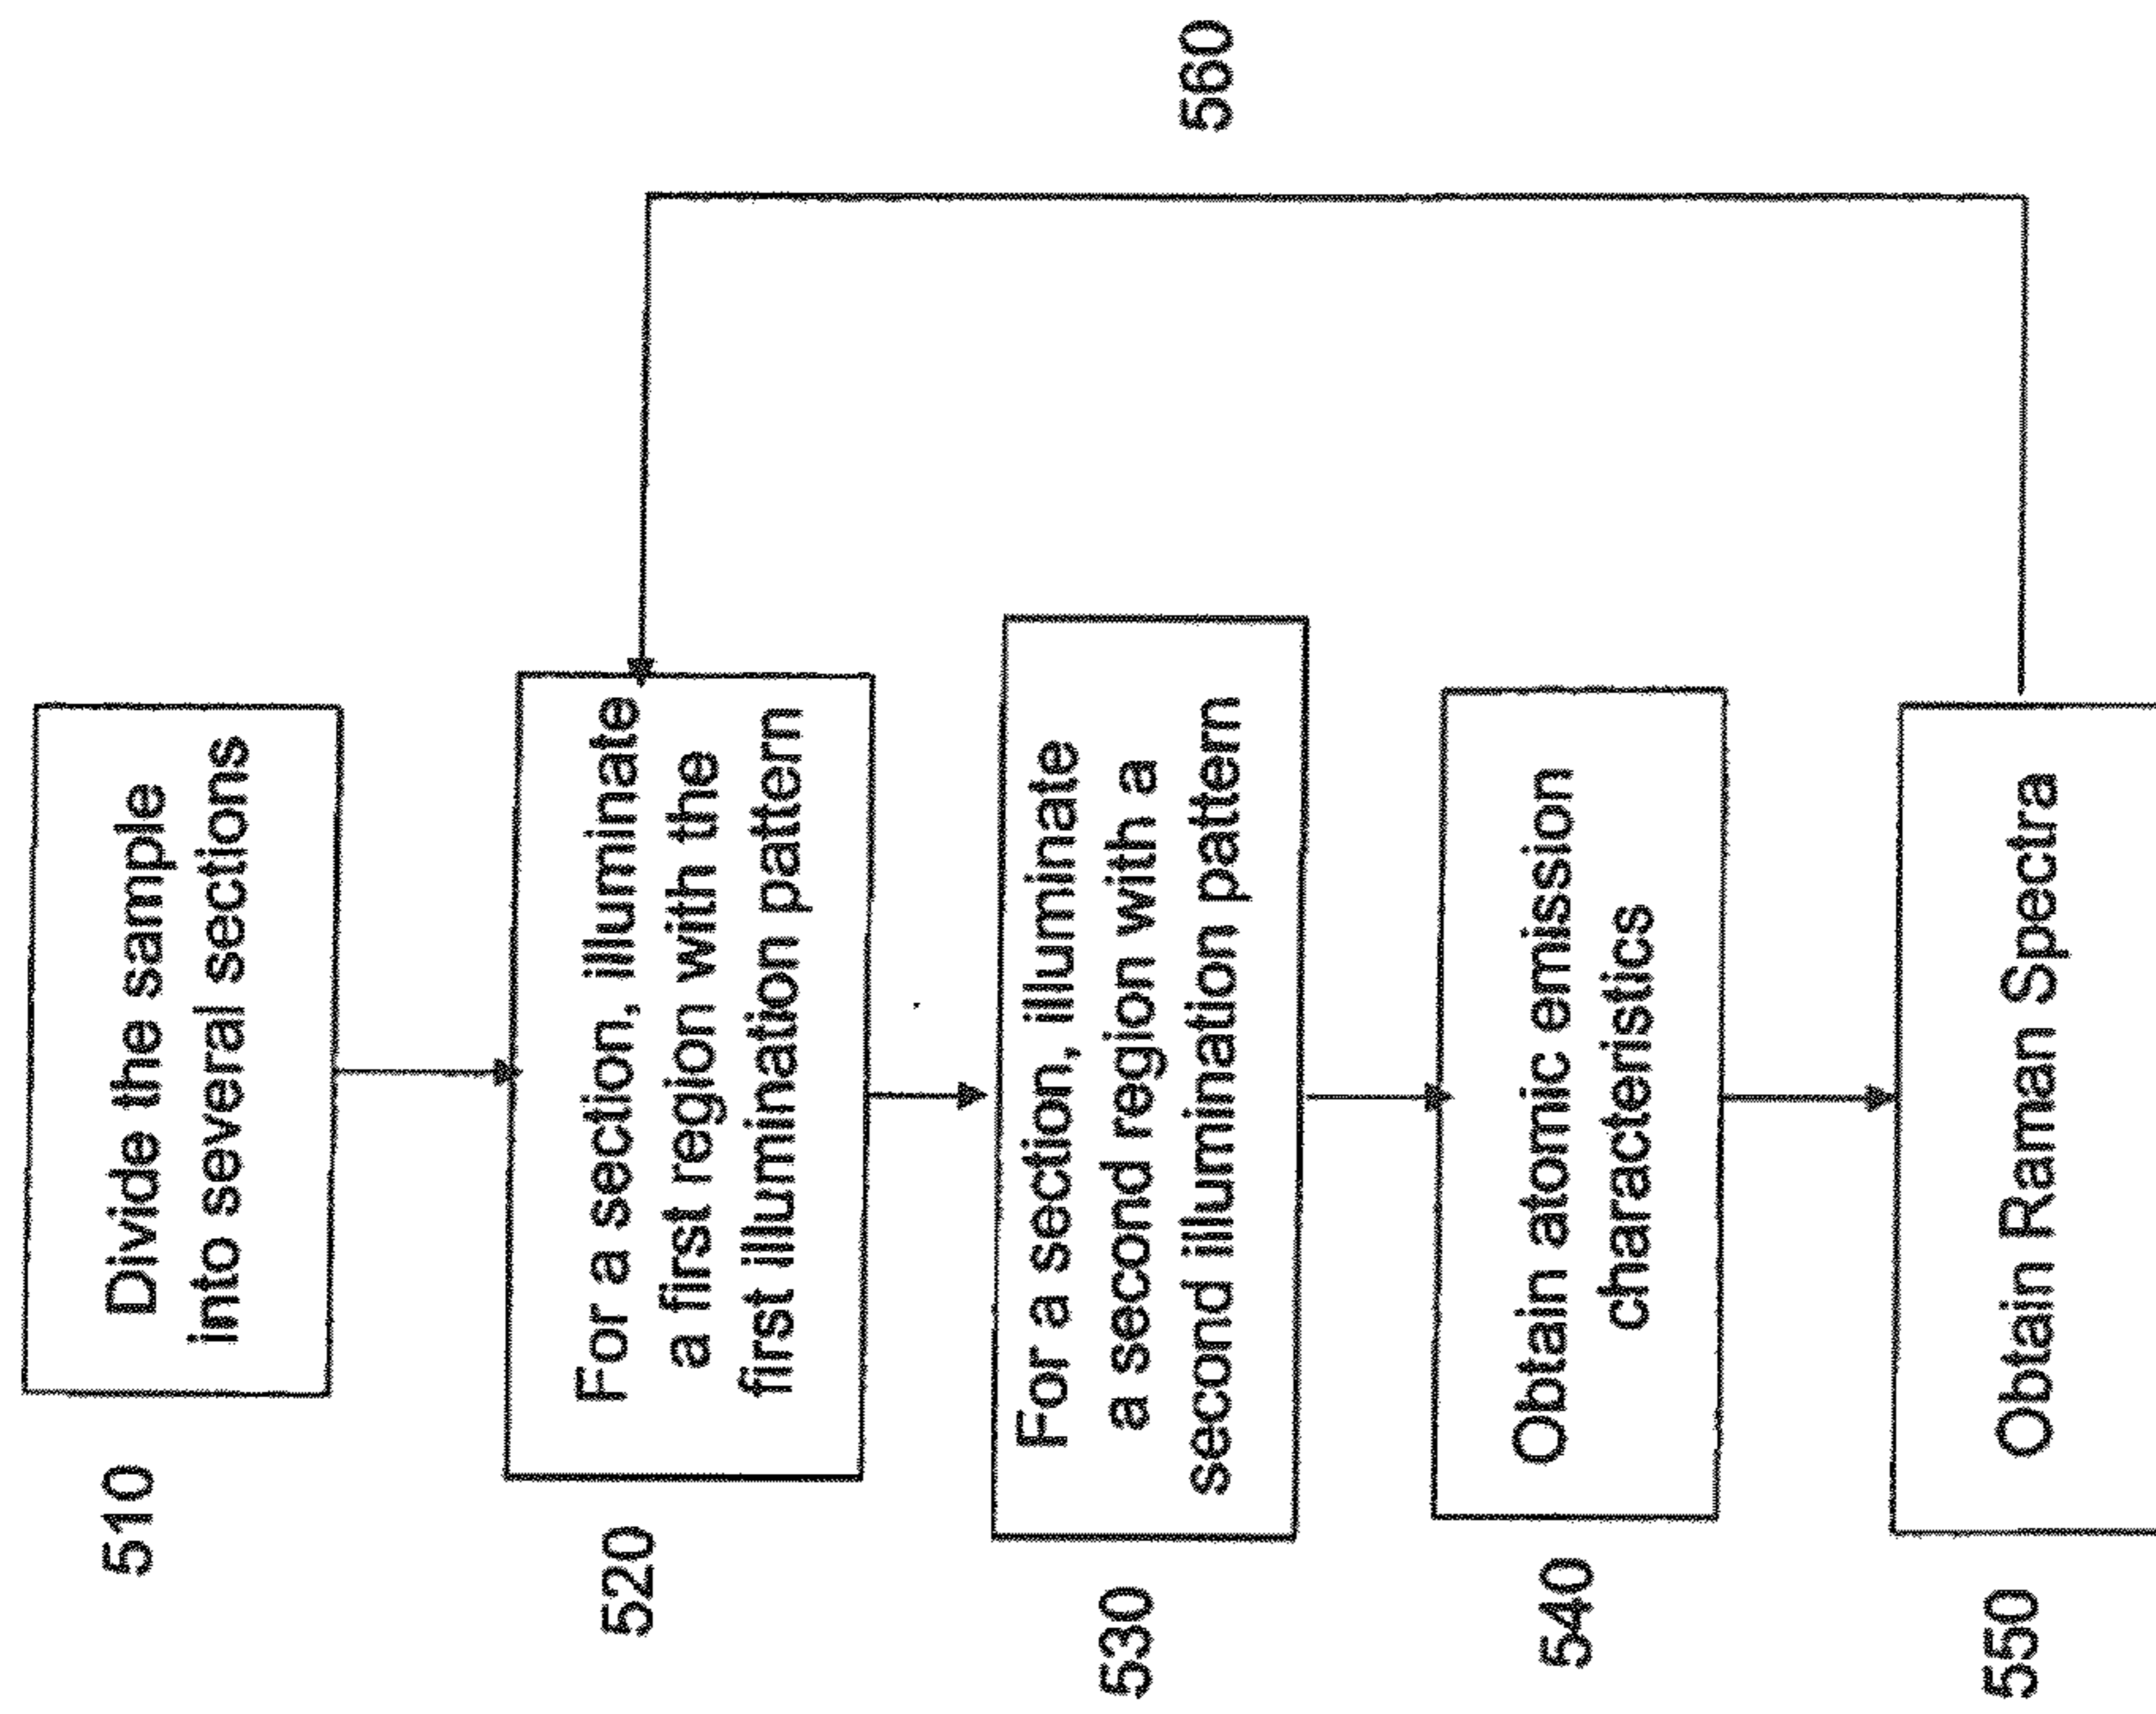 510
Divide the sample
into several sections
520
For a section, illuminate
a first region with the
first illumination pattern
530
For a section, illuminate
a second region with a
second illumination pattern
540
Obtain atomic emission
characteristics
550
Obtain Raman Spectra
560